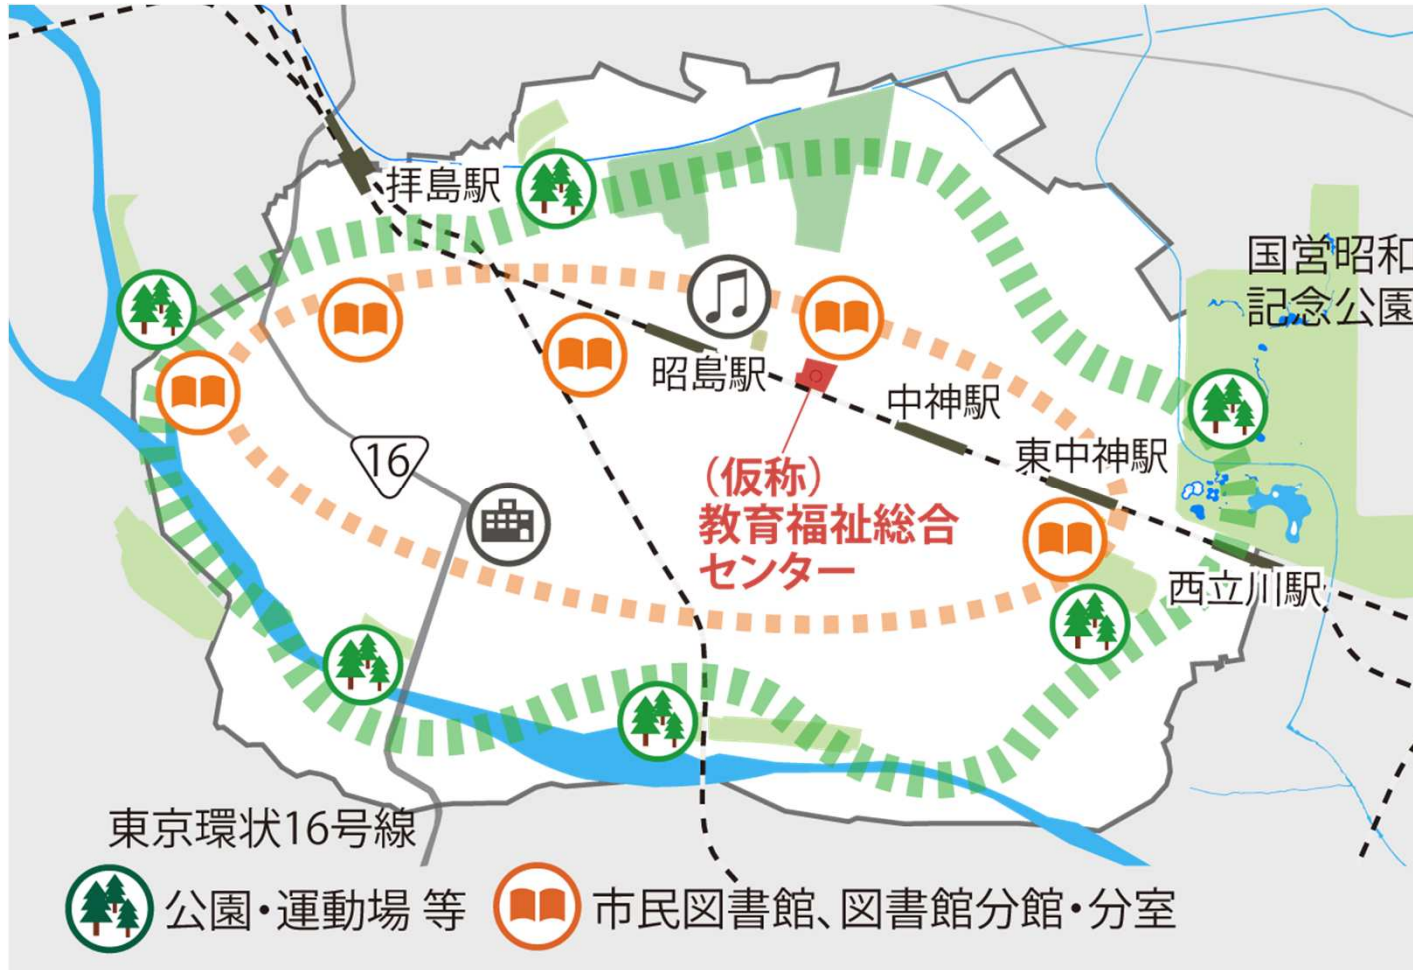 拝島駅
国営昭和
記念公園
昭島駅
中神駅
東中神駅
16
（仮称）
教育福祉総合
センター
西立川駅
東京環状16号線
公園・運動場 等
市民図書館、図書館分館・分室